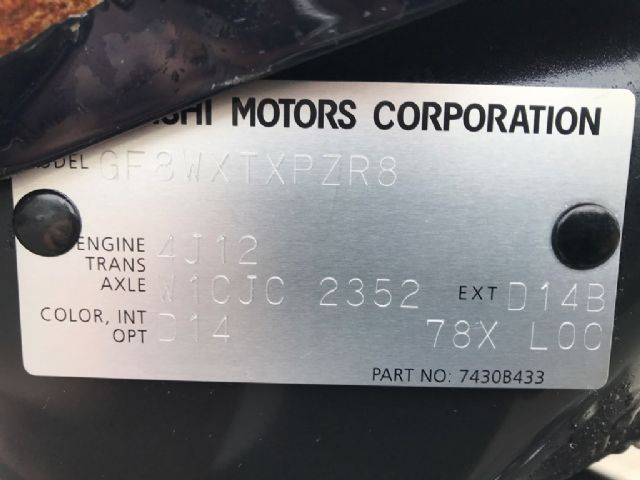 SHI MOTORS CORPORATION
MODEL GF8WXTXPZR8
ENGINE 4J12
TRANS
AXLE W1CJC 2352 EXT D14B
COLOR, INT D14 78X LOC
OPT
PART NO: 7430B433